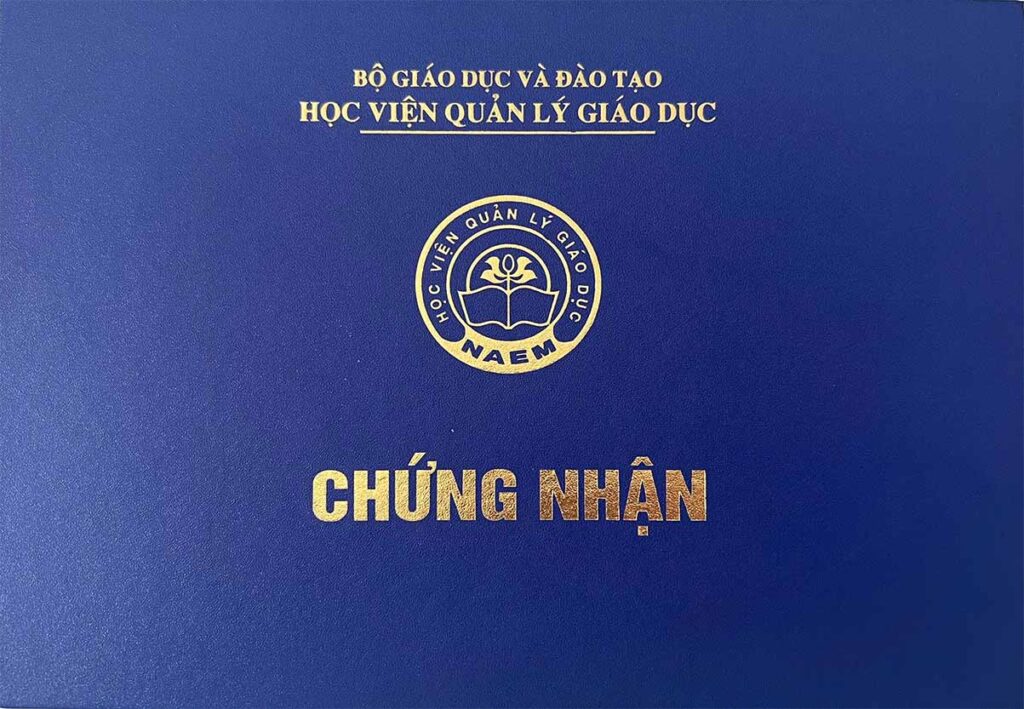 BỘ GIÁO DỤC VÀ ĐÀO TẠO
HỌC VIỆN QUẢN LÝ GIÁO DỤC
HỌC VIỆN QUẢN LÝ GIÁO DỤC
NAEM
CHỨNG NHẬN